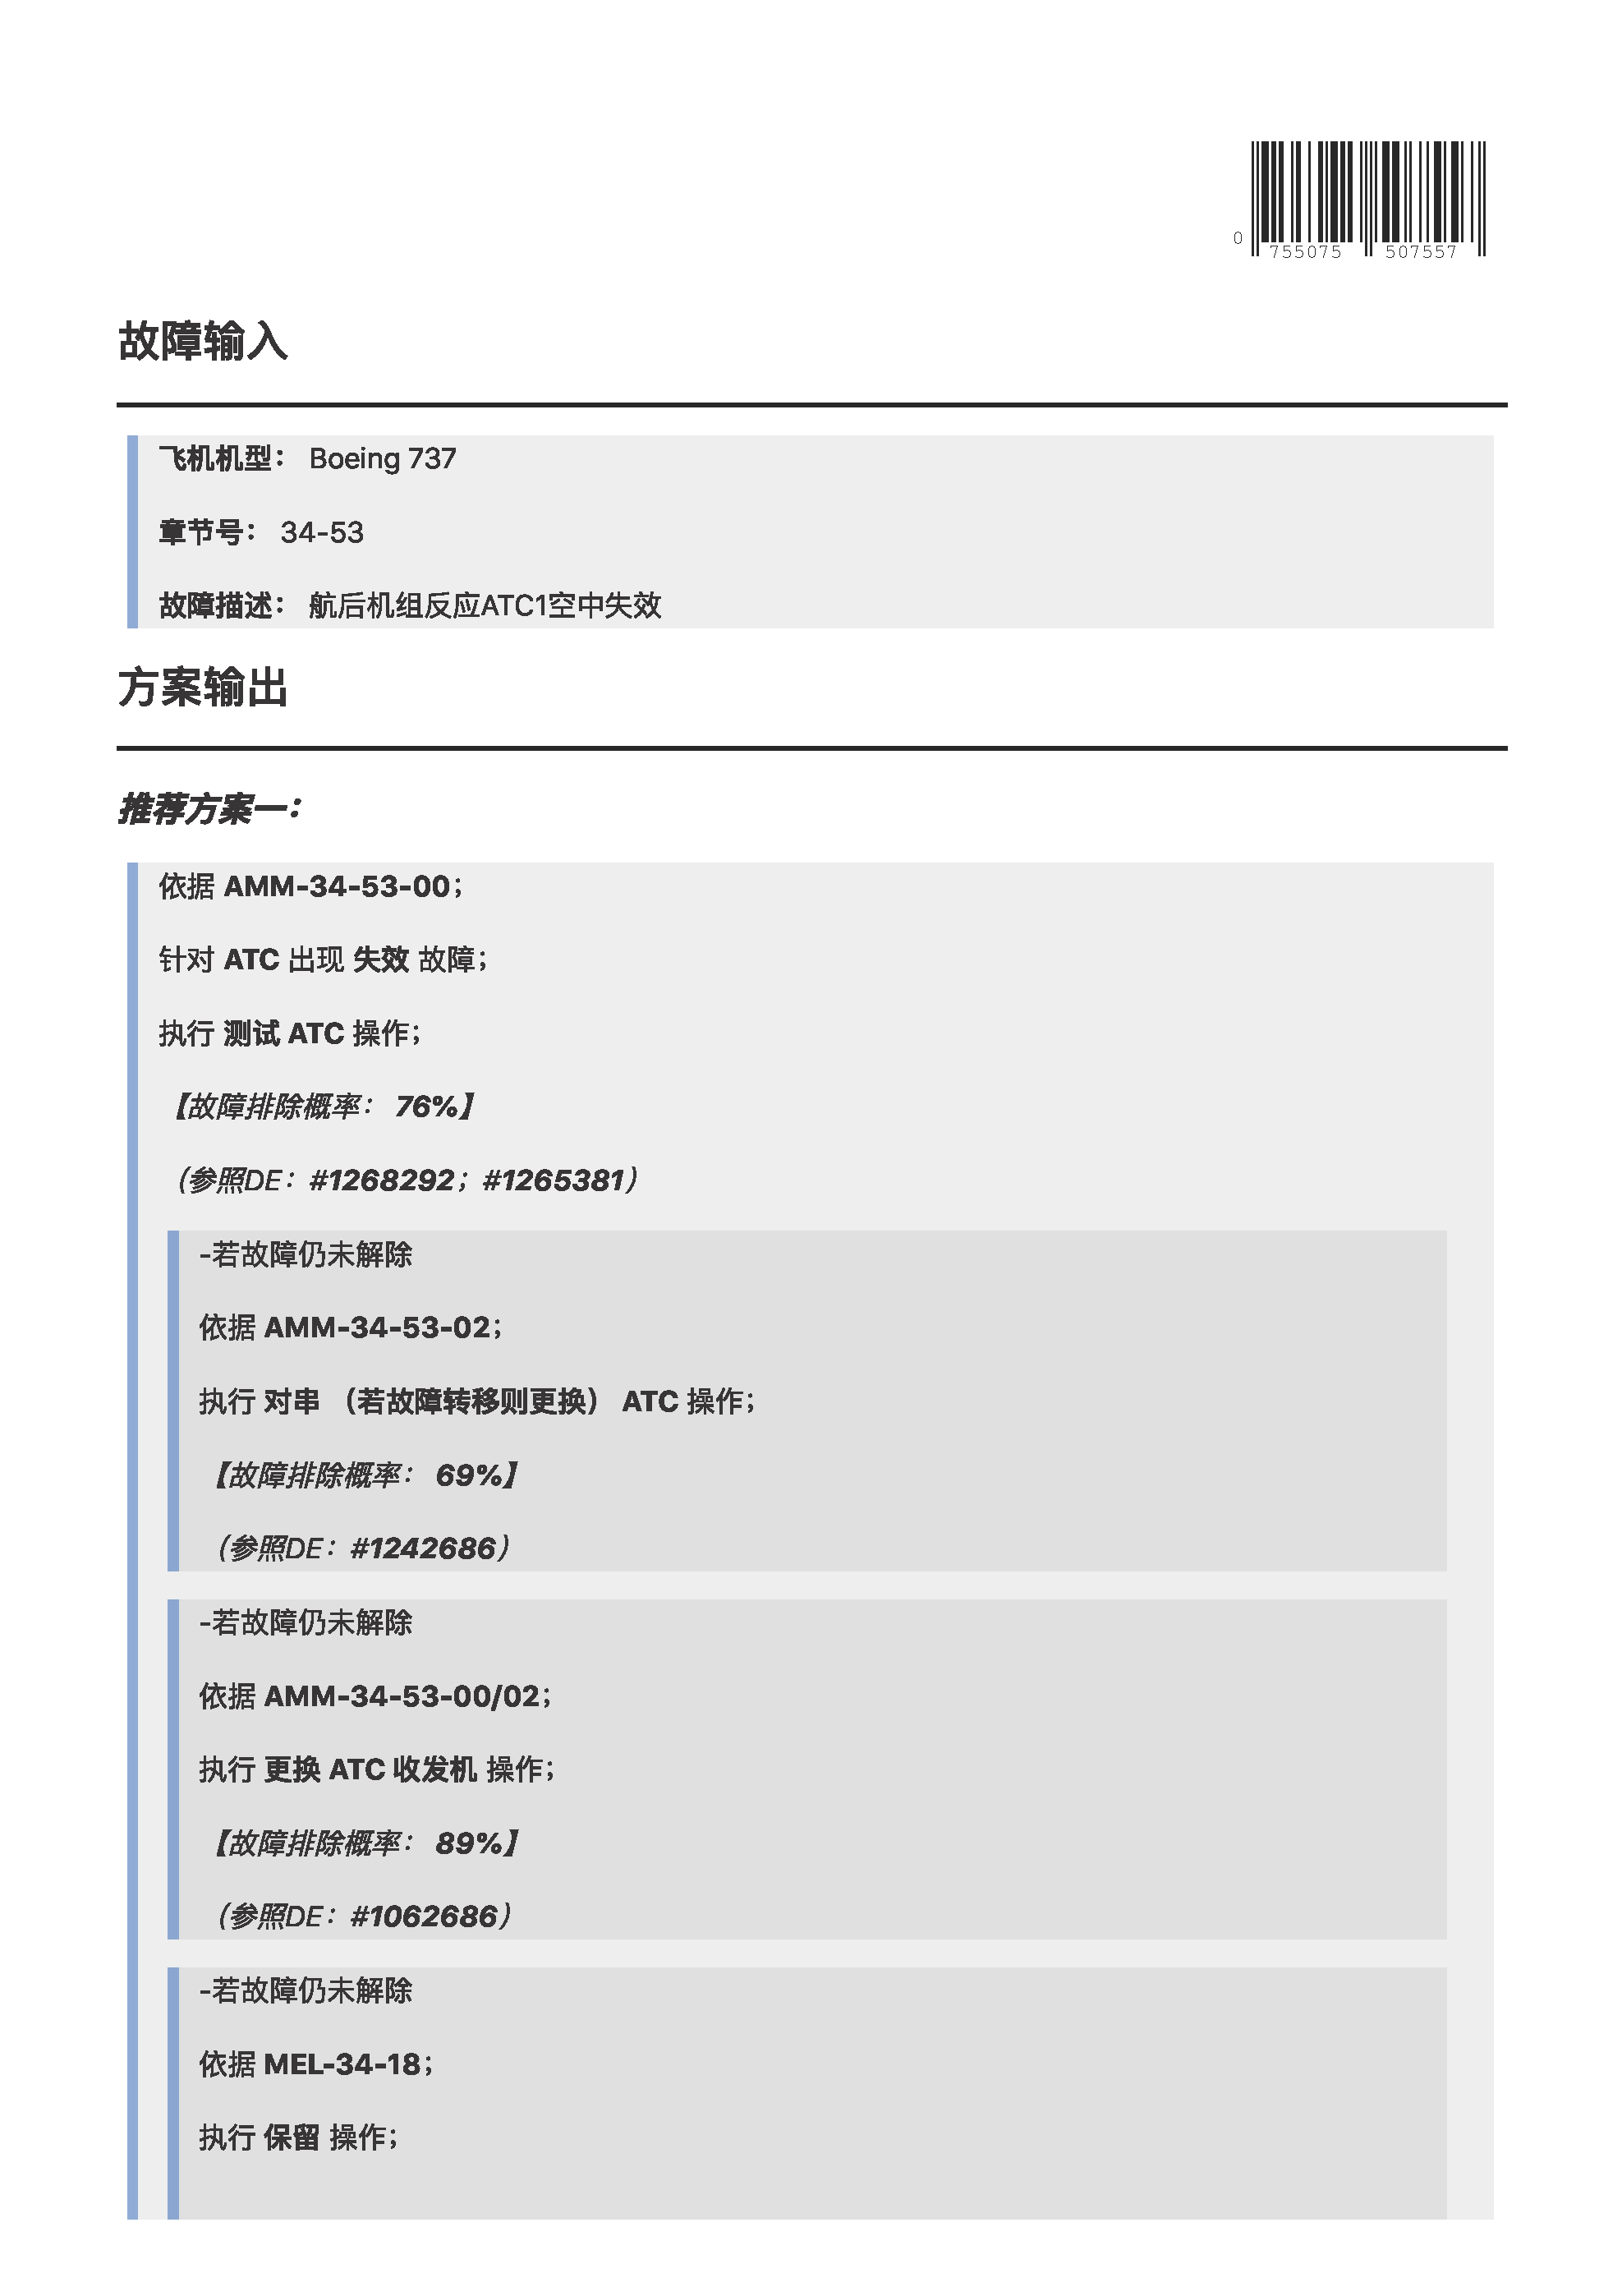 0 755075 507557
故障输入
飞机机型： Boeing 737
章节号： 34-53
故障描述： 航后机组反应ATC1空中失效
方案输出
推荐方案一：
依据 AMM-34-53-00；
针对 ATC 出现 失效 故障；
执行 测试 ATC 操作；
【故障排除概率： 76%】
（参照DE：#1268292；#1265381）
-若故障仍未解除
依据 AMM-34-53-02；
执行 对串 （若故障转移则更换） ATC 操作；
【故障排除概率： 69%】
（参照DE：#1242686）
-若故障仍未解除
依据 AMM-34-53-00/02；
执行 更换 ATC 收发机 操作；
【故障排除概率： 89%】
（参照DE：#1062686）
-若故障仍未解除
依据 MEL-34-18；
执行 保留 操作；